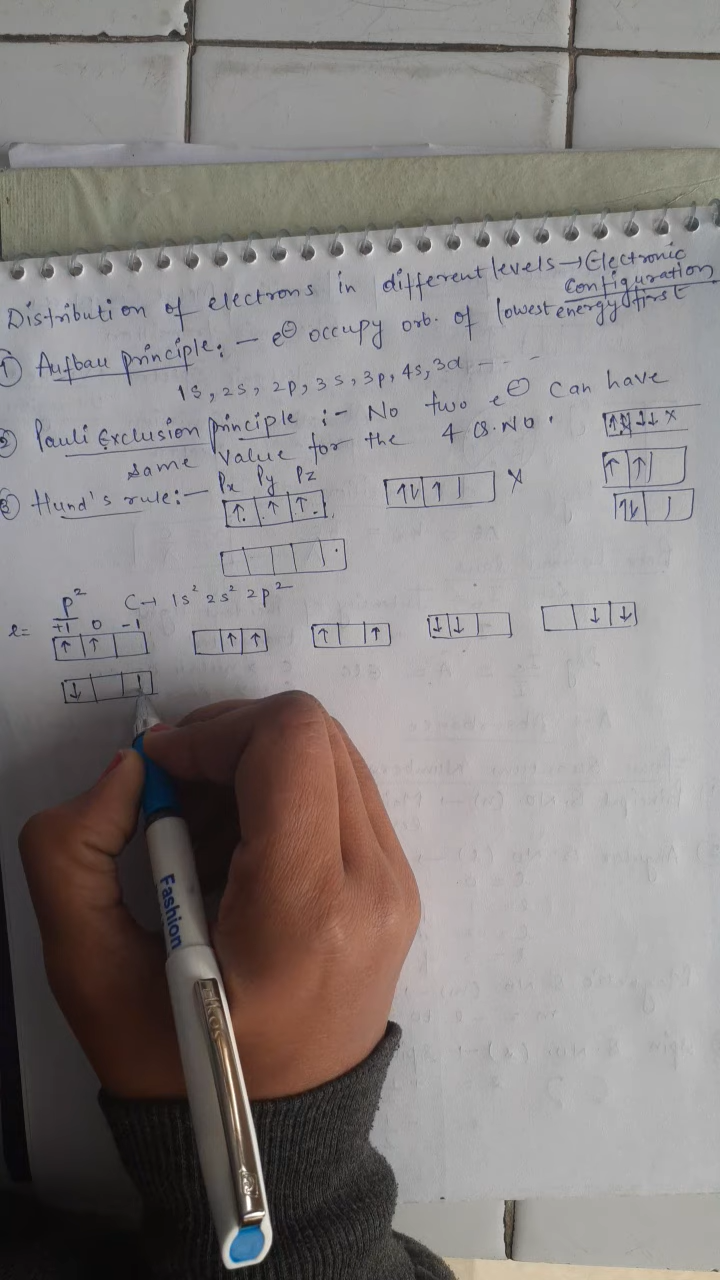 Distribution of electrons in different levels → Electronic
Configuration
① Aufbau principle: - e⊖ occupy orb. of lowest energy first
1s, 2s, 2p, 3s, 3p, 4s, 3d - - -
② Pauli Exclusion principle :- No two e⊖ can have
same value for the 4 Q.No.
↑↓↓↓ x
③ Hund's rule:- Px Py Pz
↑ ↑ ↑
↑↓ ↑ x
↑ ↑
↑↓
p² C→ 1s² 2s² 2p²
l= +1 0 -1
↑ ↑
↑ ↑
↑ ↑
↓ ↓
↓ ↓
↓ ↓
Fashion